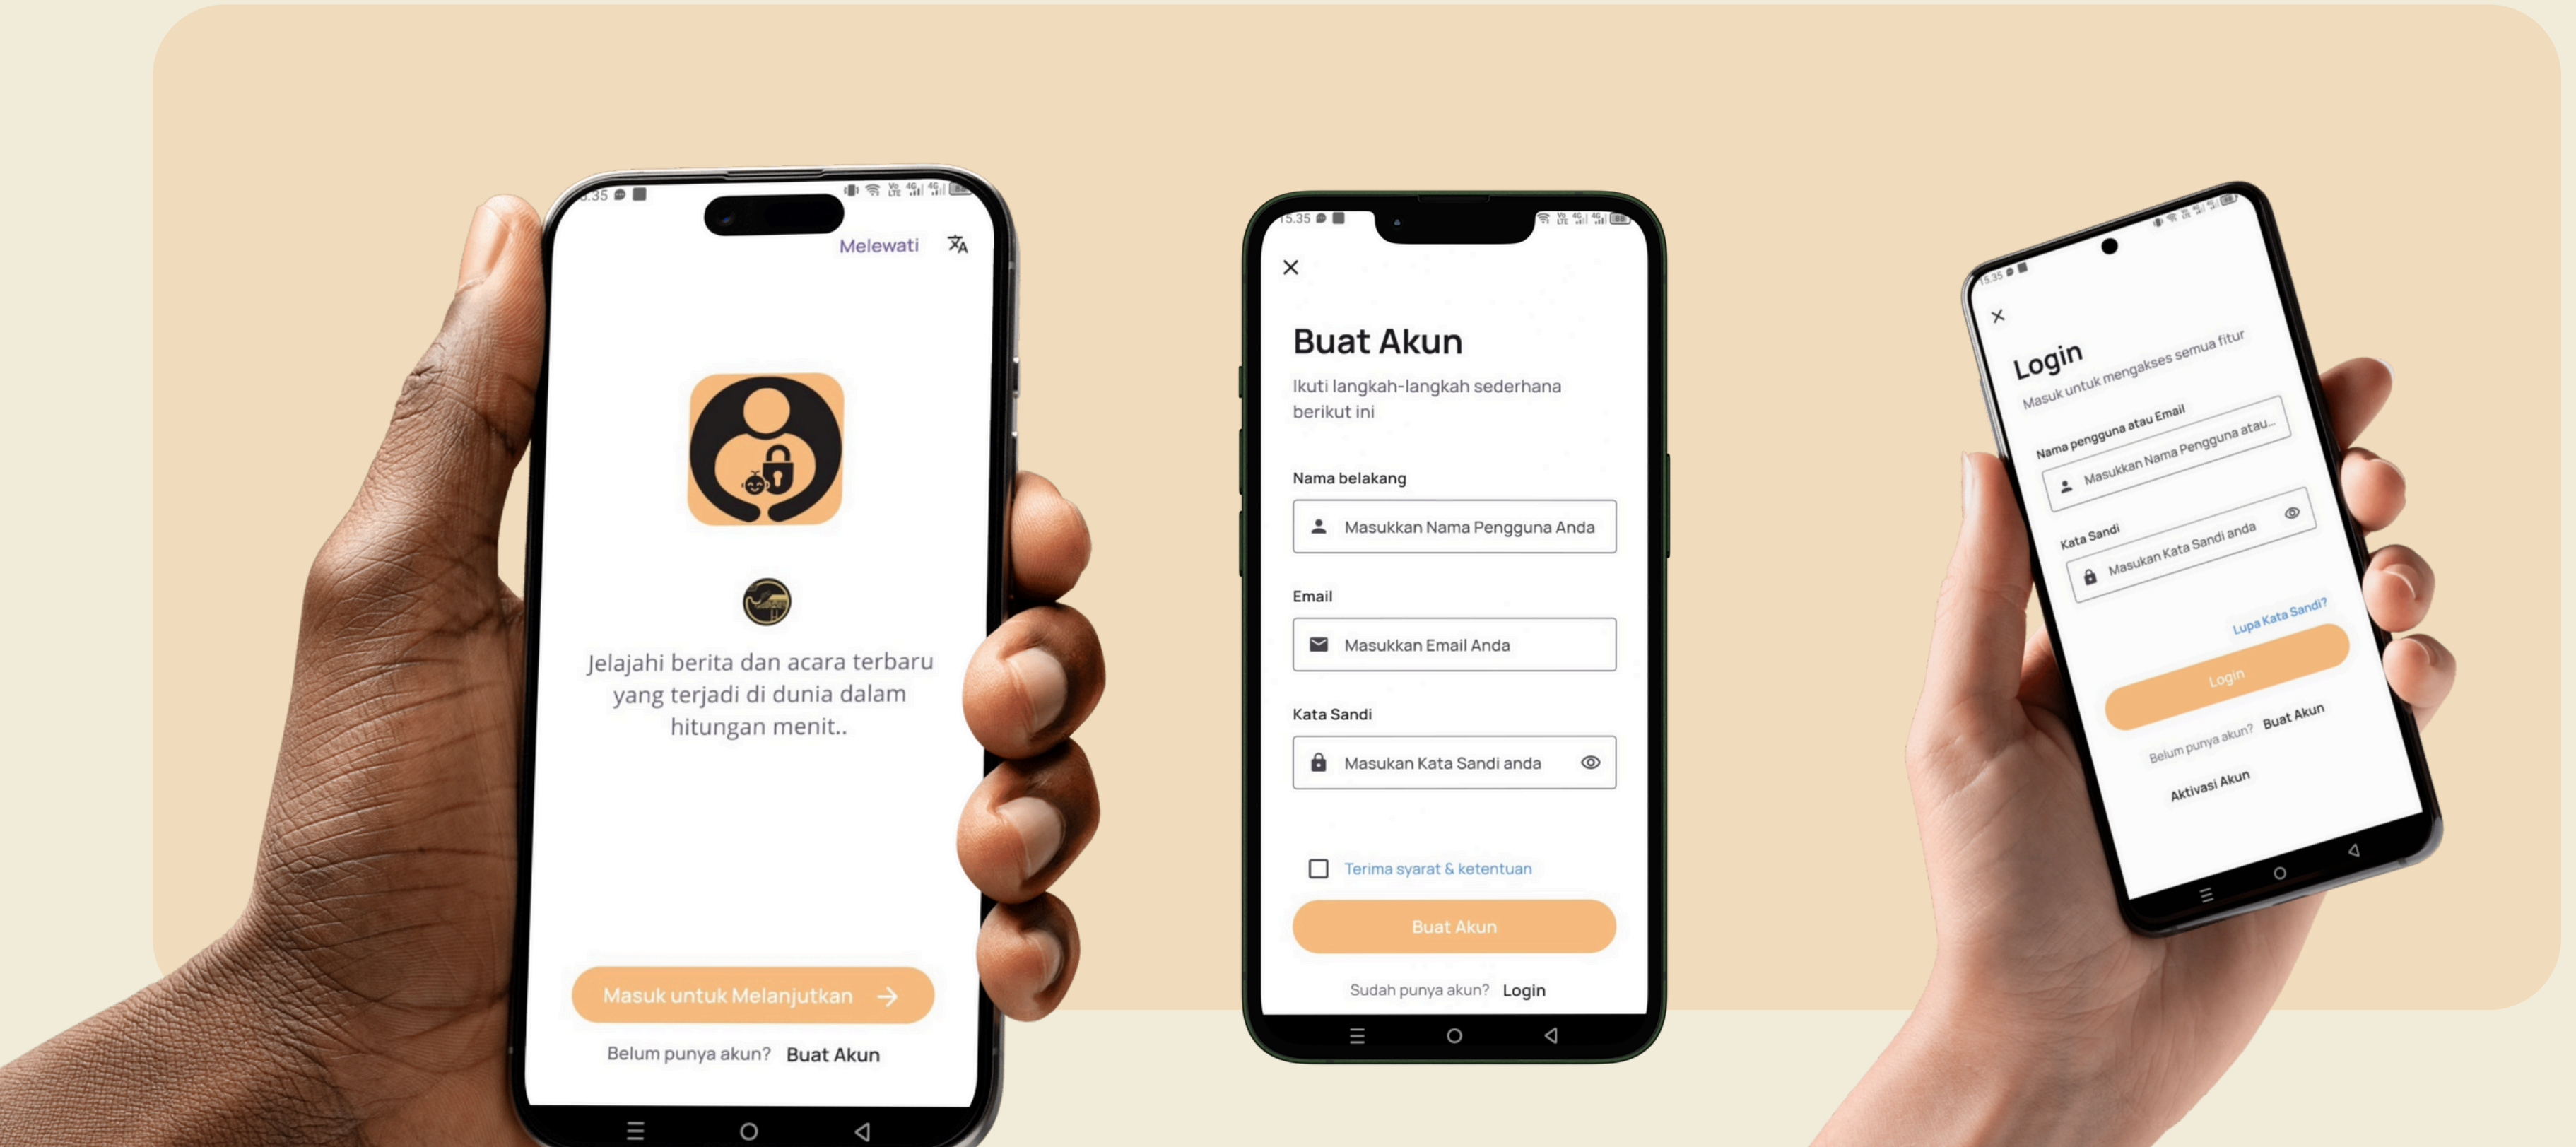 Melewati
Jelajahi berita dan acara terbaru
yang terjadi di dunia dalam
hitungan menit..
Masuk untuk Melanjutkan
Belum punya akun? Buat Akun
15.35
Buat Akun
Ikuti langkah-langkah sederhana
berikut ini
Nama belakang
Masukkan Nama Pengguna Anda
Email
Masukkan Email Anda
Kata Sandi
Masukan Kata Sandi anda
Terima syarat & ketentuan
Buat Akun
Sudah punya akun? Login
15.35
Login
Masuk untuk mengakses semua fitur
Nama pengguna atau Email
Masukkan Nama Pengguna atau...
Kata Sandi
Masukan Kata Sandi anda
Lupa Kata Sandi?
Login
Belum punya akun? Buat Akun
Aktivasi Akun